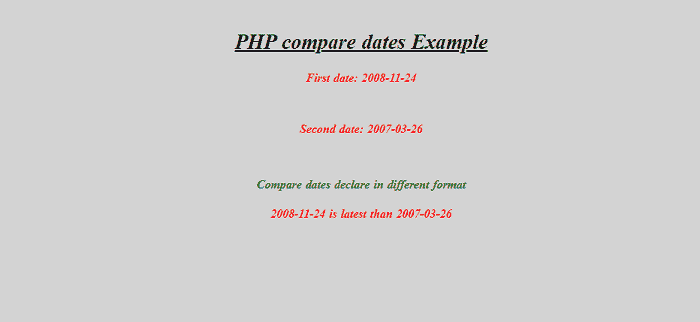 PHP compare dates Example
First date: 2008-11-24
Second date: 2007-03-26
Compare dates declare in different format
2008-11-24 is latest than 2007-03-26